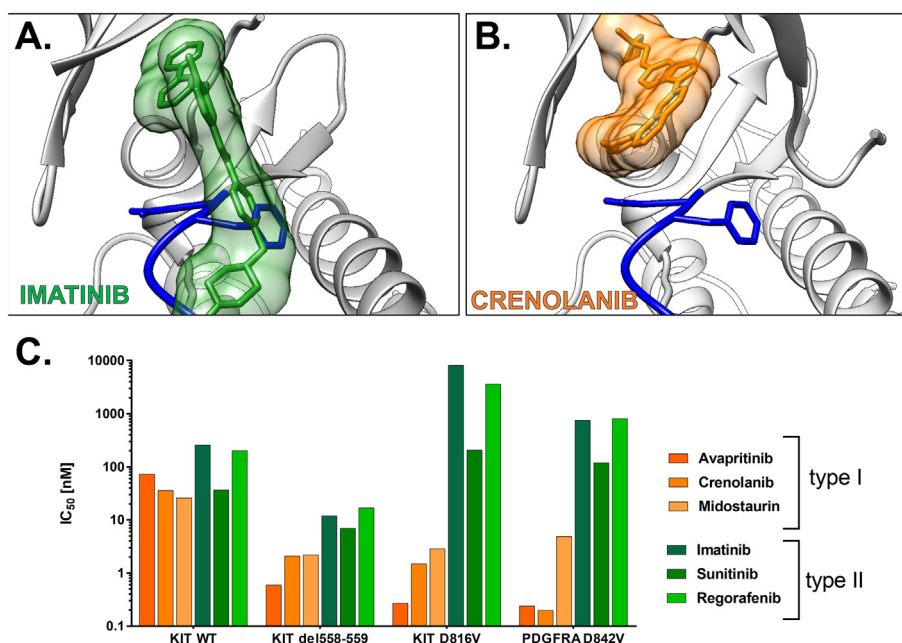 A.
B.
IMATINIB
CRENOLANIB
C.
10000
1000
100
10
1
0.1
IC50 [nM]
KIT WT
KIT del558-559
KIT D816V
PDGFRA D842V
Avapritinib
Crenolanib
Midostaurin
type I
Imatinib
Sunitinib
Regorafenib
type II